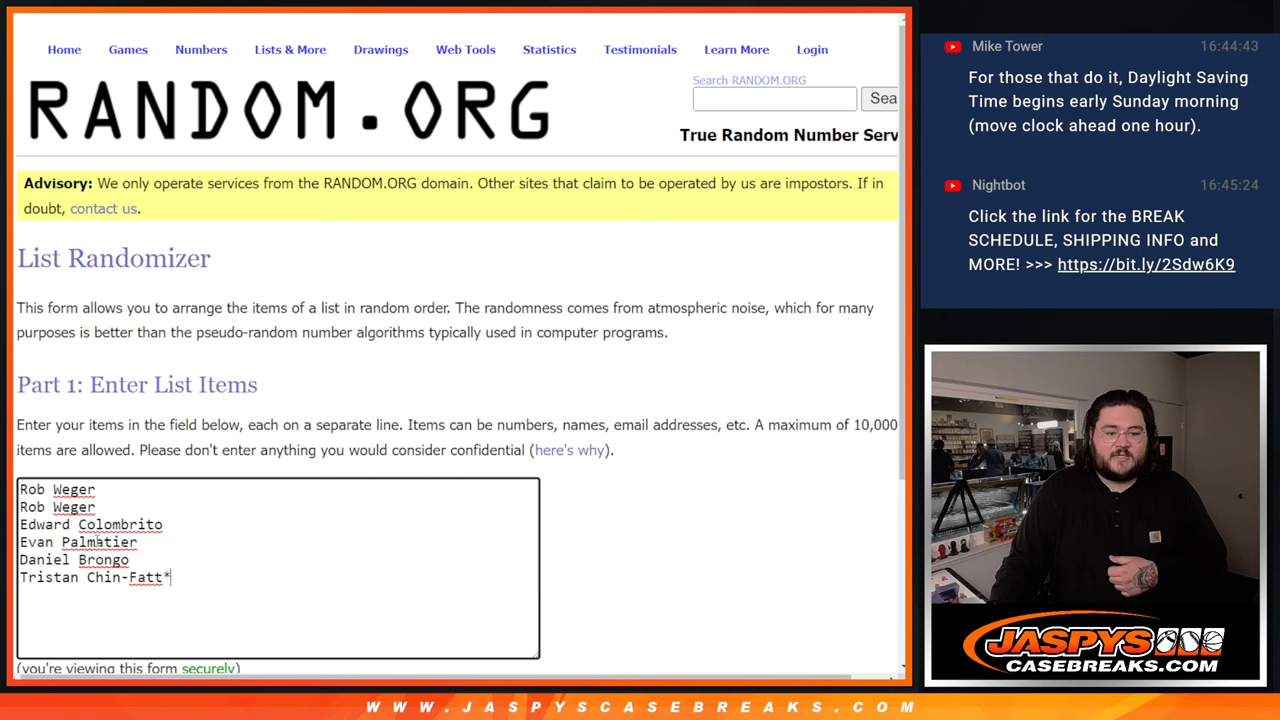 Home Games Numbers Lists & More Drawings Web Tools Statistics Testimonials Learn More Login
RANDOM.ORG
Search RANDOM.ORG
Sea
True Random Number Serv
Advisory: We only operate services from the RANDOM.ORG domain. Other sites that claim to be operated by us are impostors. If in
doubt, contact us.
List Randomizer
This form allows you to arrange the items of a list in random order. The randomness comes from atmospheric noise, which for many
purposes is better than the pseudo-random number algorithms typically used in computer programs.
Part 1: Enter List Items
Enter your items in the field below, each on a separate line. Items can be numbers, names, email addresses, etc. A maximum of 10,000
items are allowed. Please don't enter anything you would consider confidential (here's why).
Rob Weger
Rob Weger
Edward Colombrito
Evan Palmatier
Daniel Brongo
Tristan Chin-Fatt*
(you're viewing this form securely)
Mike Tower 16:44:43
For those that do it, Daylight Saving
Time begins early Sunday morning
(move clock ahead one hour).
Nightbot 16:45:24
Click the link for the BREAK
SCHEDULE, SHIPPING INFO and
MORE! >>> https://bit.ly/2Sdw6K9
JASPYS
CASEBREAKS.COM
WWW.JASPYSCASEBREAKS.COM